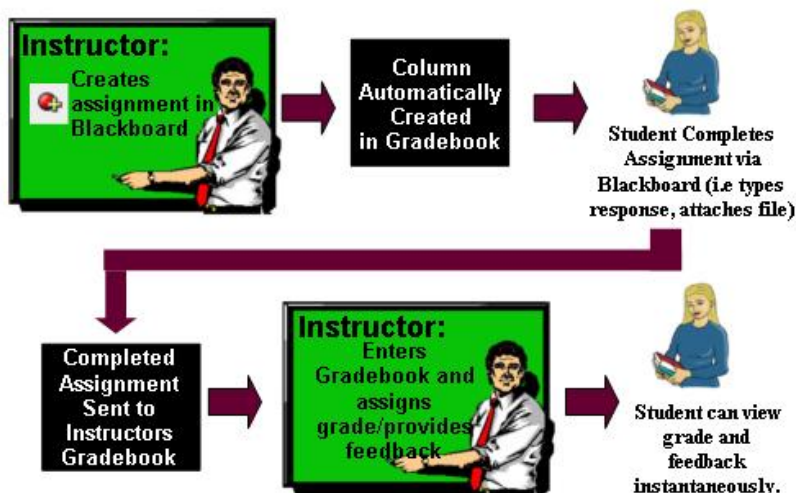 Instructor:
Creates
assignment in
Blackboard
Column
Automatically
Created
in Gradebook
Student Completes
Assignment via
Blackboard (i.e types
response, attaches file)
Completed
Assignment
Sent to
Instructors
Gradebook
Instructor:
Enters
Gradebook and
assigns
grade/provides
feedback
Student can view
grade and
feedback
instantaneously.